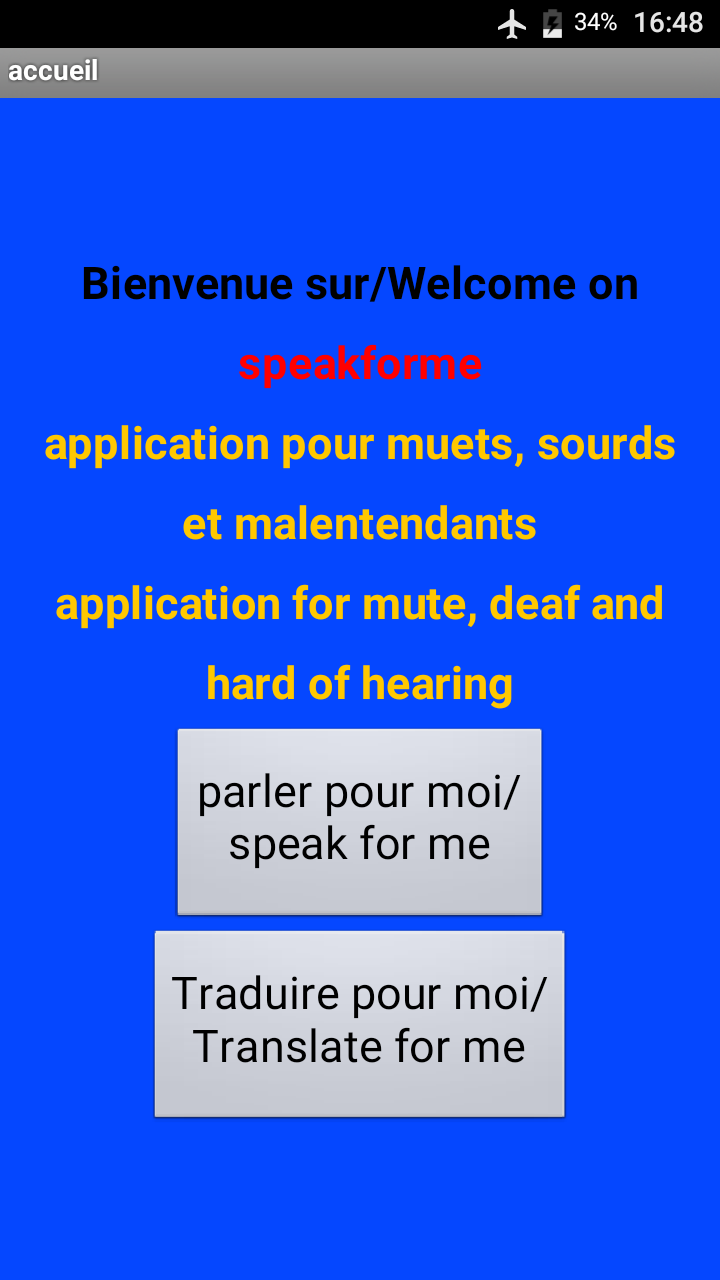 34% 16:48
accueil
Bienvenue sur/Welcome on
speakforme
application pour muets, sourds
et malentendants
application for mute, deaf and
hard of hearing
parler pour moi/
speak for me
Traduire pour moi/
Translate for me